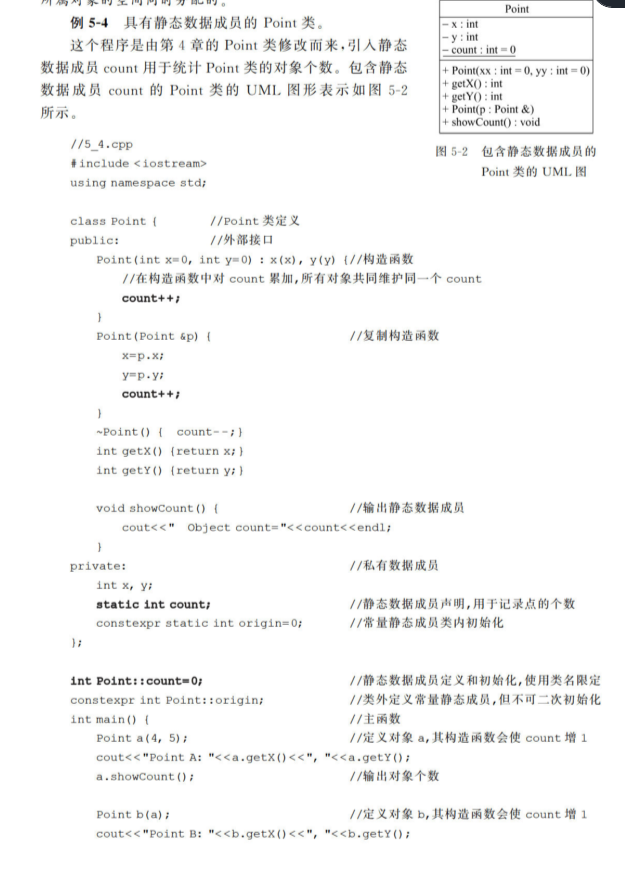 所属对象的空间同时分配的。
例 5-4 具有静态数据成员的 Point 类。
这个程序是由第 4 章的 Point 类修改而来,引入静态
数据成员 count 用于统计 Point 类的对象个数。包含静态
数据成员 count 的 Point 类的 UML 图形表示如图 5-2
所示。
Point
- x : int
- y : int
- count : int = 0
+ Point(xx : int = 0, yy : int = 0)
+ getX() : int
+ getY() : int
+ Point(p : Point &)
+ showCount() : void
图 5-2 包含静态数据成员的
Point 类的 UML 图
//5_4.cpp
#include <iostream>
using namespace std;
class Point { //Point 类定义
public: //外部接口
Point(int x=0, int y=0) : x(x), y(y) {//构造函数
//在构造函数中对 count 累加,所有对象共同维护同一个 count
count++;
}
Point(Point &p) { //复制构造函数
x=p.x;
y=p.y;
count++;
}
~Point() { count--;}
int getX() {return x;}
int getY() {return y;}
void showCount() { //输出静态数据成员
cout<<" Object count="<<count<<endl;
}
private: //私有数据成员
int x, y;
static int count; //静态数据成员声明,用于记录点的个数
constexpr static int origin=0; //常量静态成员类内初始化
};
int Point::count=0; //静态数据成员定义和初始化,使用类名限定
constexpr int Point::origin; //类外定义常量静态成员,但不可二次初始化
int main() { //主函数
Point a(4, 5); //定义对象 a,其构造函数会使 count 增 1
cout<<"Point A: "<<a.getX()<<", "<<a.getY();
a.showCount(); //输出对象个数
Point b(a); //定义对象 b,其构造函数会使 count 增 1
cout<<"Point B: "<<b.getX()<<", "<<b.getY();